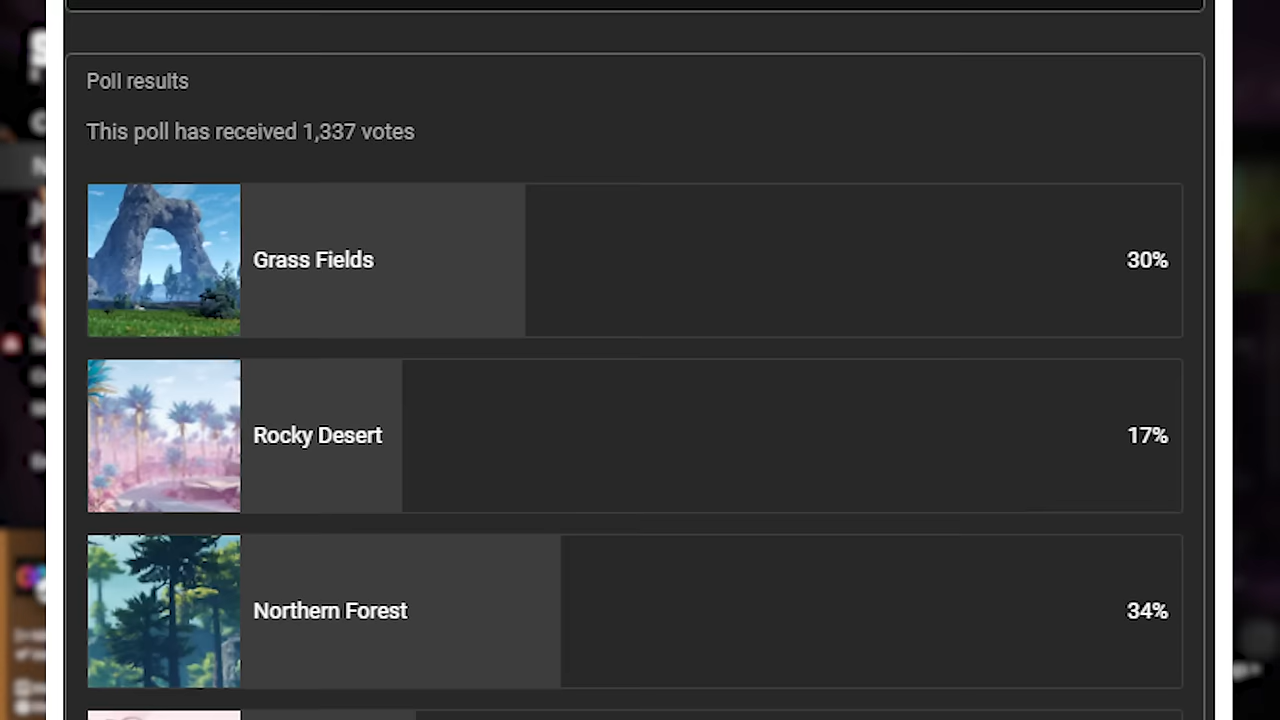 Poll results
This poll has received 1,337 votes
Grass Fields
30%
Rocky Desert
17%
Northern Forest
34%